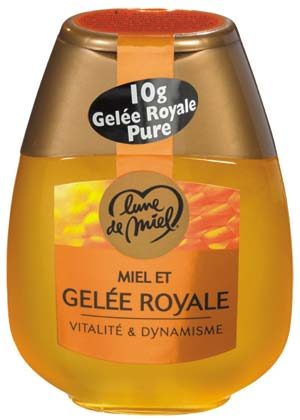 10g
Gelée Royale
Pure
lune
de miel
MIEL ET
GELÉE ROYALE
VITALITÉ & DYNAMISME